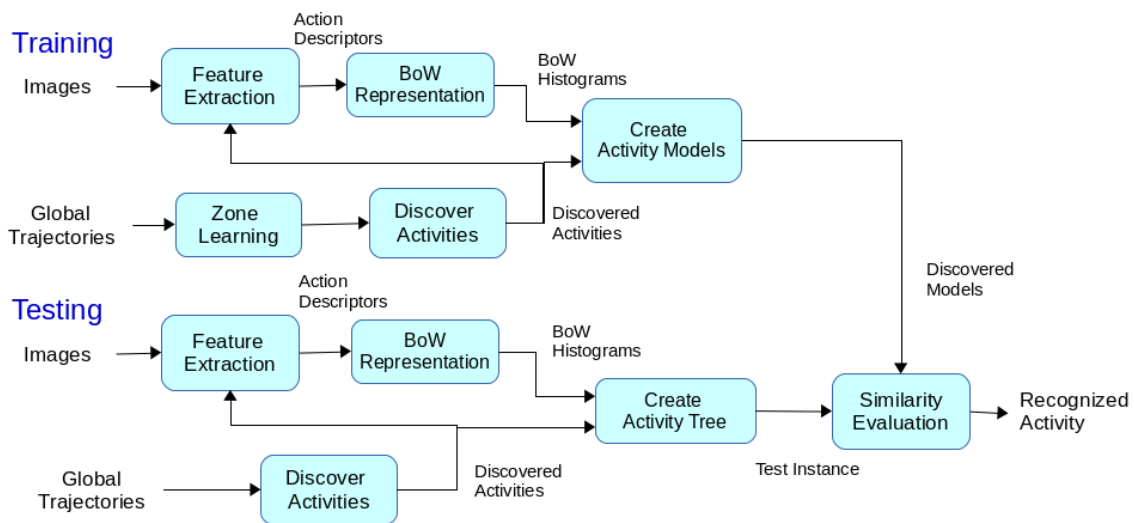 Training
Images
Feature
Extraction
Action
Descriptors
BoW
Representation
BoW
Histograms
Create
Activity Models
Global
Trajectories
Zone
Learning
Discover
Activities
Discovered
Activities
Discovered
Models
Testing
Images
Feature
Extraction
Action
Descriptors
BoW
Representation
BoW
Histograms
Create
Activity Tree
Similarity
Evaluation
Recognized
Activity
Global
Trajectories
Discover
Activities
Discovered
Activities
Test Instance